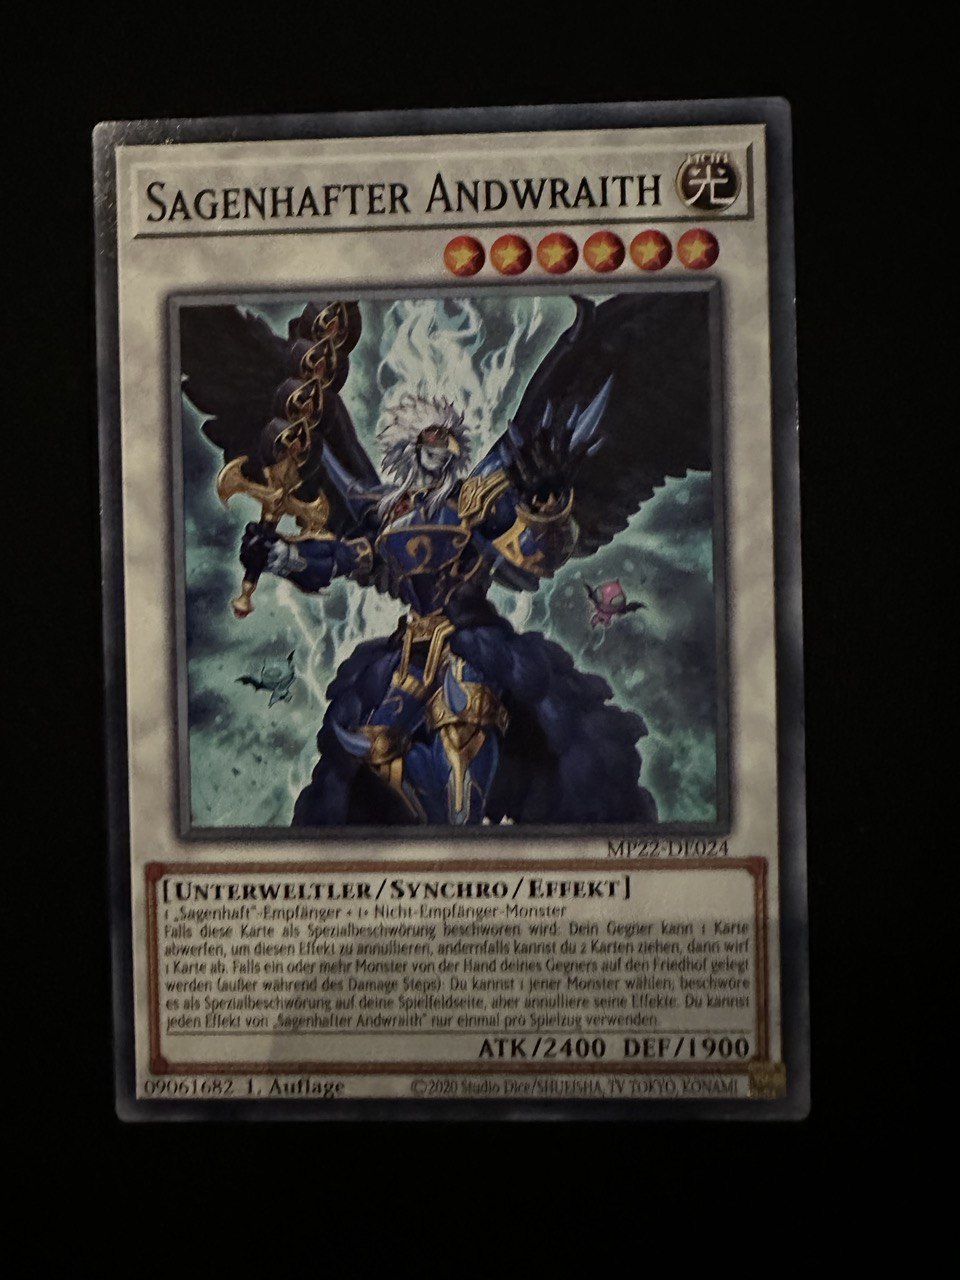 SAGENHAFTER ANDWRAITH
光
MP22-DE024
[UNTERWELTLER/SYNCHRO/EFFEKT]
1 „Sagenhaft“-Empfänger + 1+ Nicht-Empfänger-Monster
Falls diese Karte als Spezialbeschwörung beschworen wird: Dein Gegner kann 1 Karte
abwerfen, um diesen Effekt zu annullieren, andernfalls kannst du 2 Karten ziehen, dann wirf
1 Karte ab. Falls ein oder mehr Monster von der Hand deines Gegners auf den Friedhof gelegt
werden (außer während des Damage Steps): Du kannst 1 jener Monster wählen; beschwöre
es als Spezialbeschwörung auf deine Spielfeldseite, aber annulliere seine Effekte. Du kannst
jeden Effekt von „Sagenhafter Andwraith“ nur einmal pro Spielzug verwenden.
ATK/2400 DEF/1900
09061682 1. Auflage ©2020 Studio Dice/SHUEISHA, TV TOKYO, KONAMI